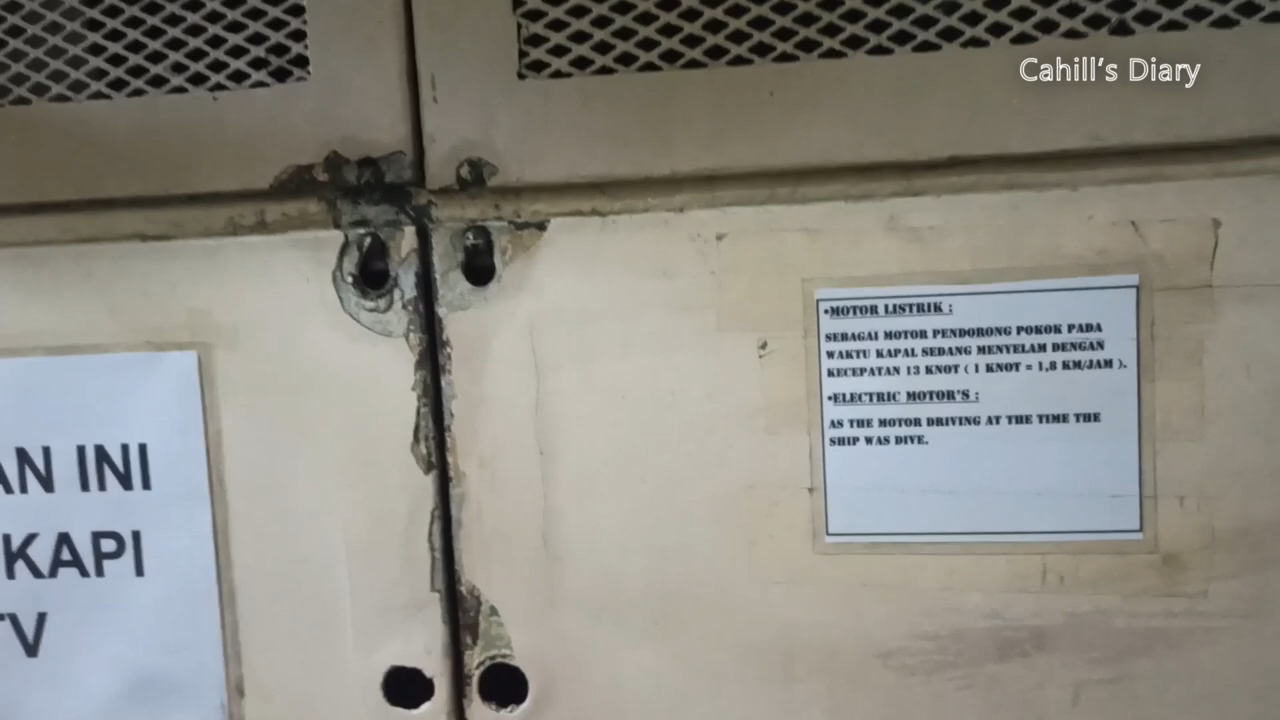 Cahill's Diary
•MOTOR LISTRIK :
SEBAGAI MOTOR PENDORONG POKOK PADA
WAKTU KAPAL SEDANG MENYELAM DENGAN
KECEPATAN 13 KNOT ( 1 KNOT = 1,8 KM/JAM ).
•ELECTRIC MOTOR'S :
AS THE MOTOR DRIVING AT THE TIME THE
SHIP WAS DIVE.
AN INI
KAPI
TV